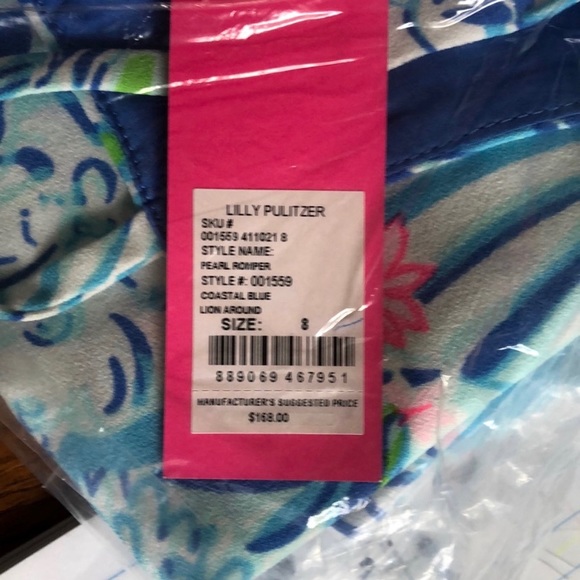 LILLY PULITZER
SKU #
001559 411021 8
STYLE NAME:
PEARL ROMPER
STYLE #: 001559
COASTAL BLUE
LION AROUND
SIZE: 8
889069 467951
MANUFACTURER'S SUGGESTED PRICE
$168.00